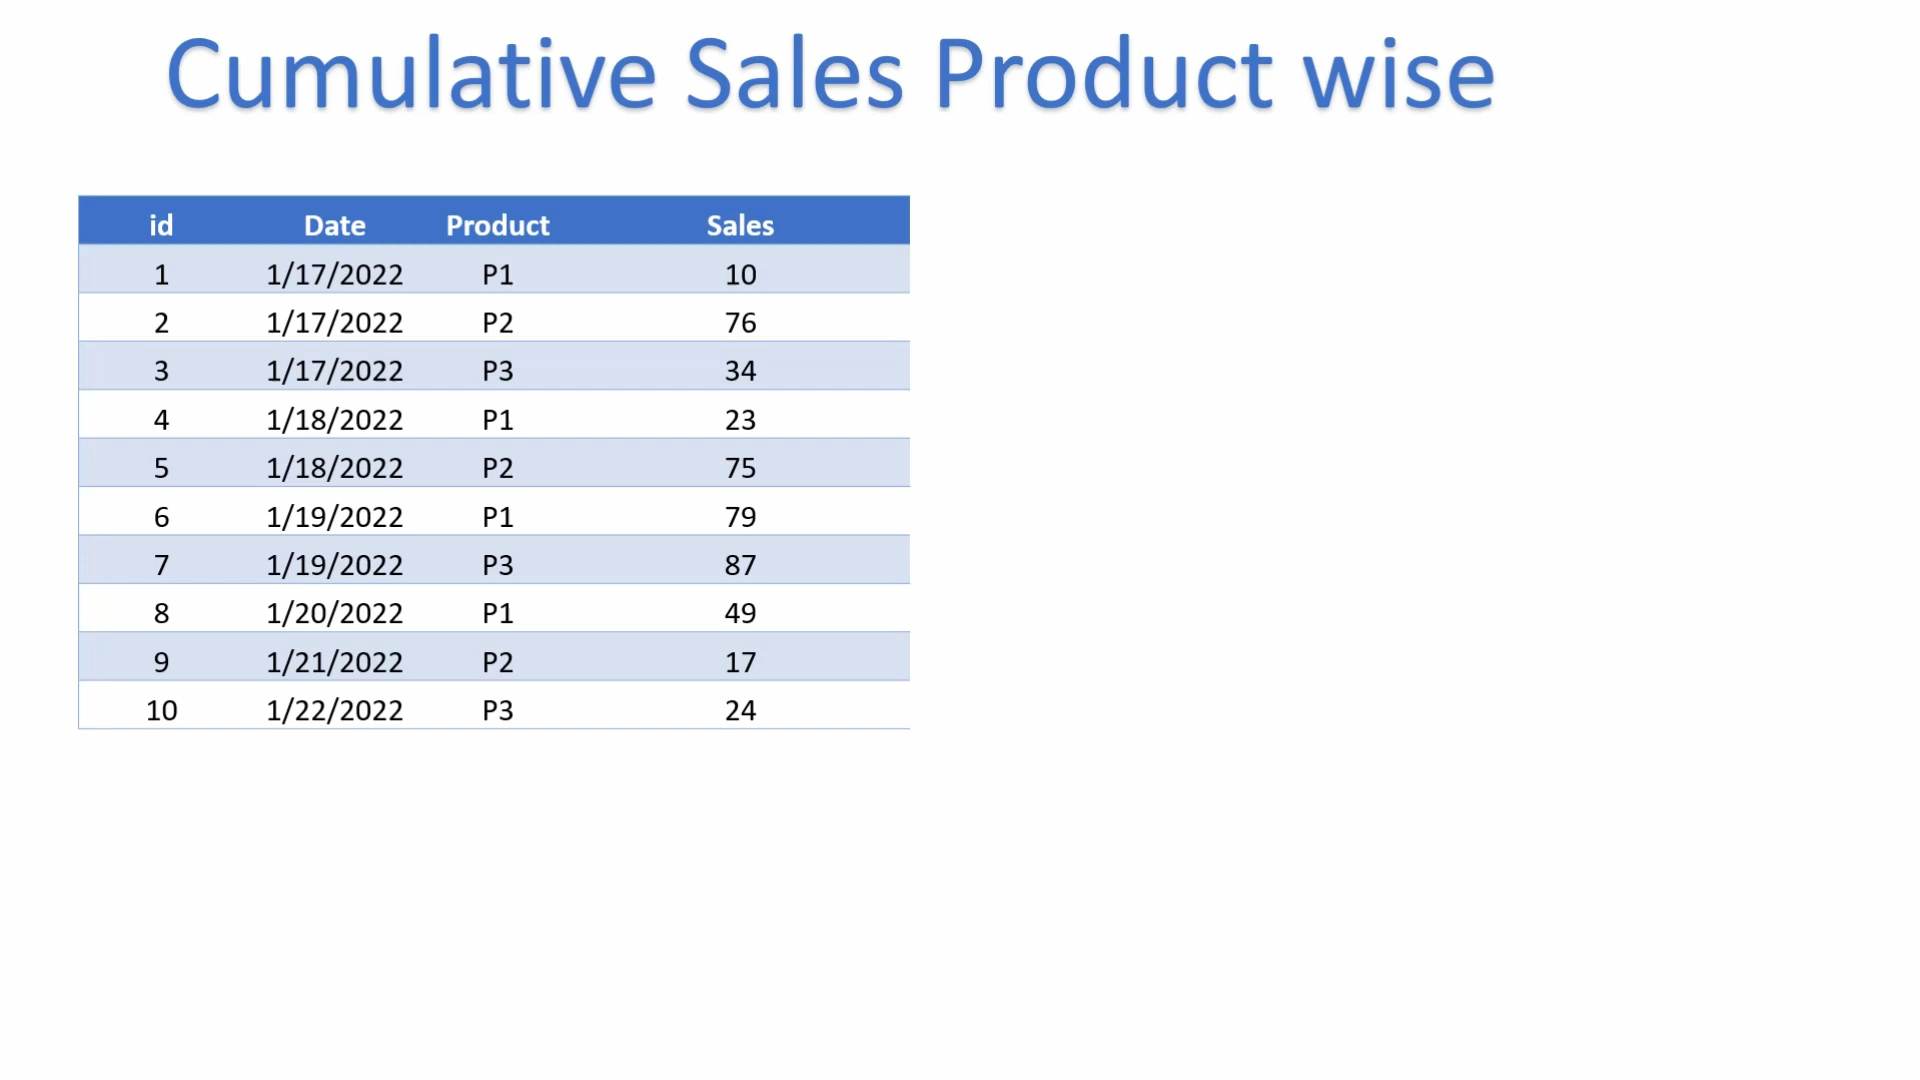 Cumulative Sales Product wise
id Date Product Sales
1 1/17/2022 P1 10
2 1/17/2022 P2 76
3 1/17/2022 P3 34
4 1/18/2022 P1 23
5 1/18/2022 P2 75
6 1/19/2022 P1 79
7 1/19/2022 P3 87
8 1/20/2022 P1 49
9 1/21/2022 P2 17
10 1/22/2022 P3 24